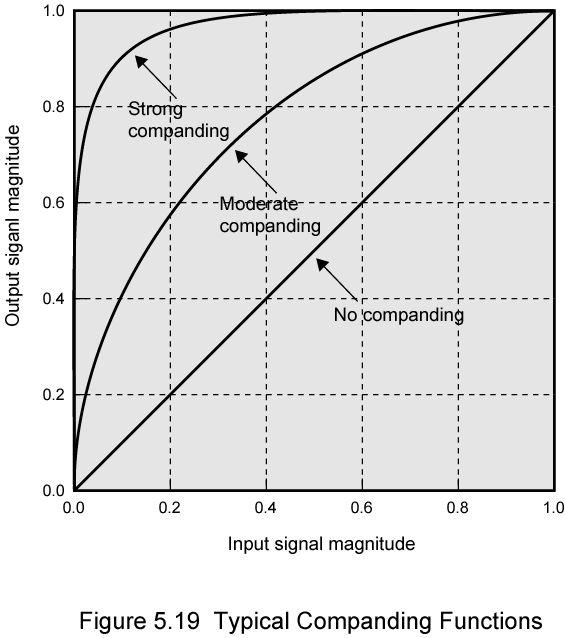 1.0
0.8
0.6
0.4
0.2
0.0
Output siganl magnitude
Strong
companding
Moderate
companding
No companding
0.0 0.2 0.4 0.6 0.8 1.0
Input signal magnitude
Figure 5.19 Typical Companding Functions